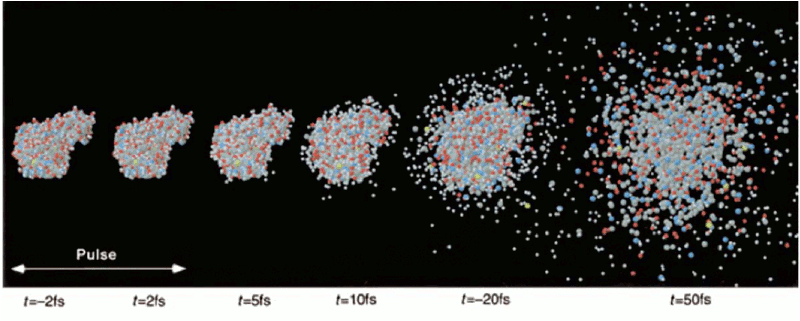 Pulse
t=–2fs t=2fs t=5fs t=10fs t=–20fs t=50fs